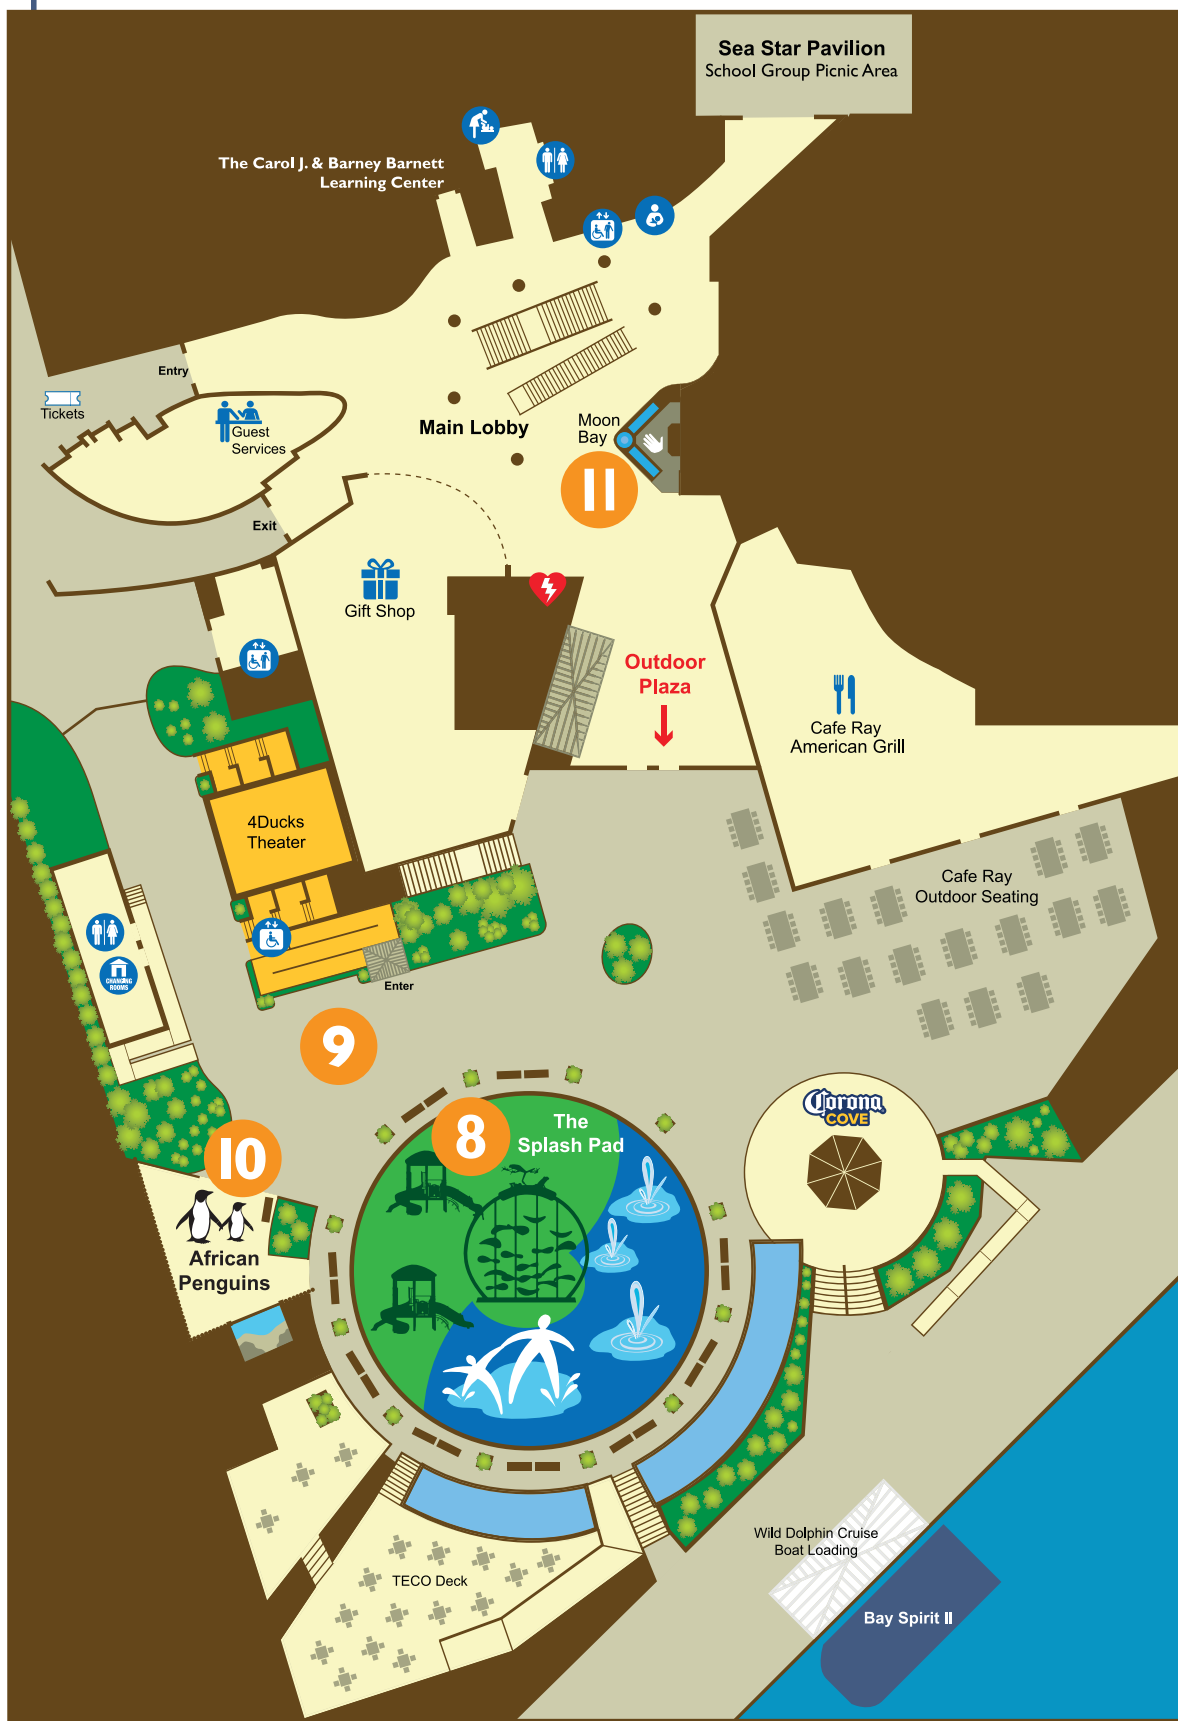 Sea Star Pavilion
School Group Picnic Area
The Carol J. & Barney Barnett
Learning Center
Entry
Tickets
Guest
Services
Main Lobby
Moon
Bay
11
Exit
Gift Shop
Outdoor
Plaza
Cafe Ray
American Grill
4Ducks
Theater
Cafe Ray
Outdoor Seating
CHANGING
ROOMS
Enter
9
Corona
COVE
8
The
Splash Pad
10
African
Penguins
Wild Dolphin Cruise
Boat Loading
TECO Deck
Bay Spirit II